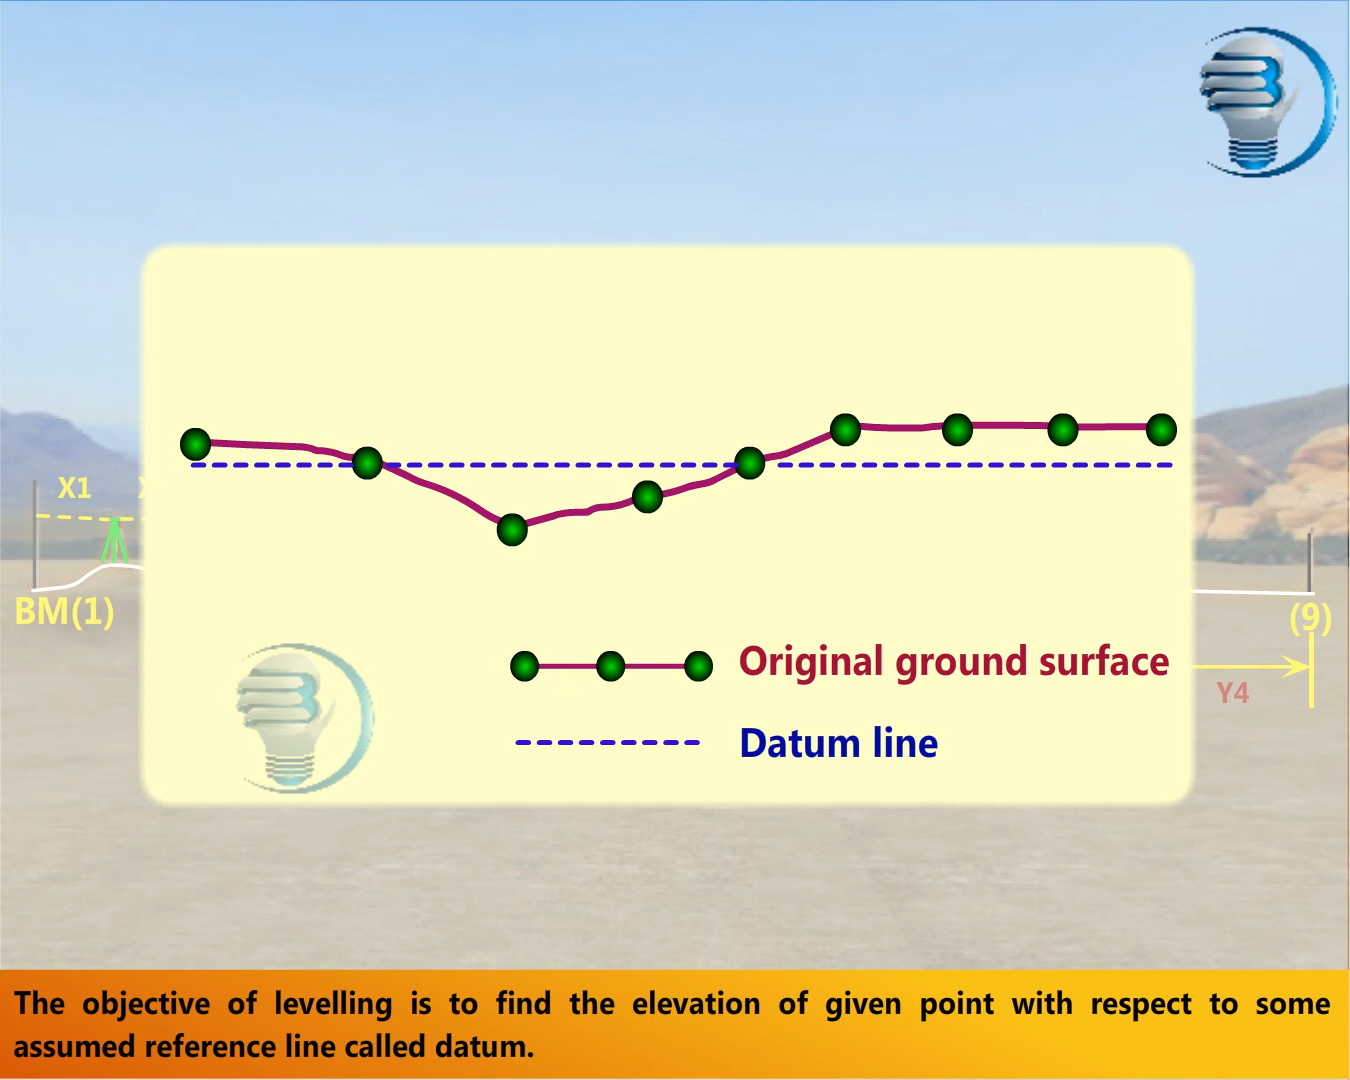 X1
BM(1)
(9)
Original ground surface
Y4
Datum line
The objective of levelling is to find the elevation of given point with respect to some
assumed reference line called datum.